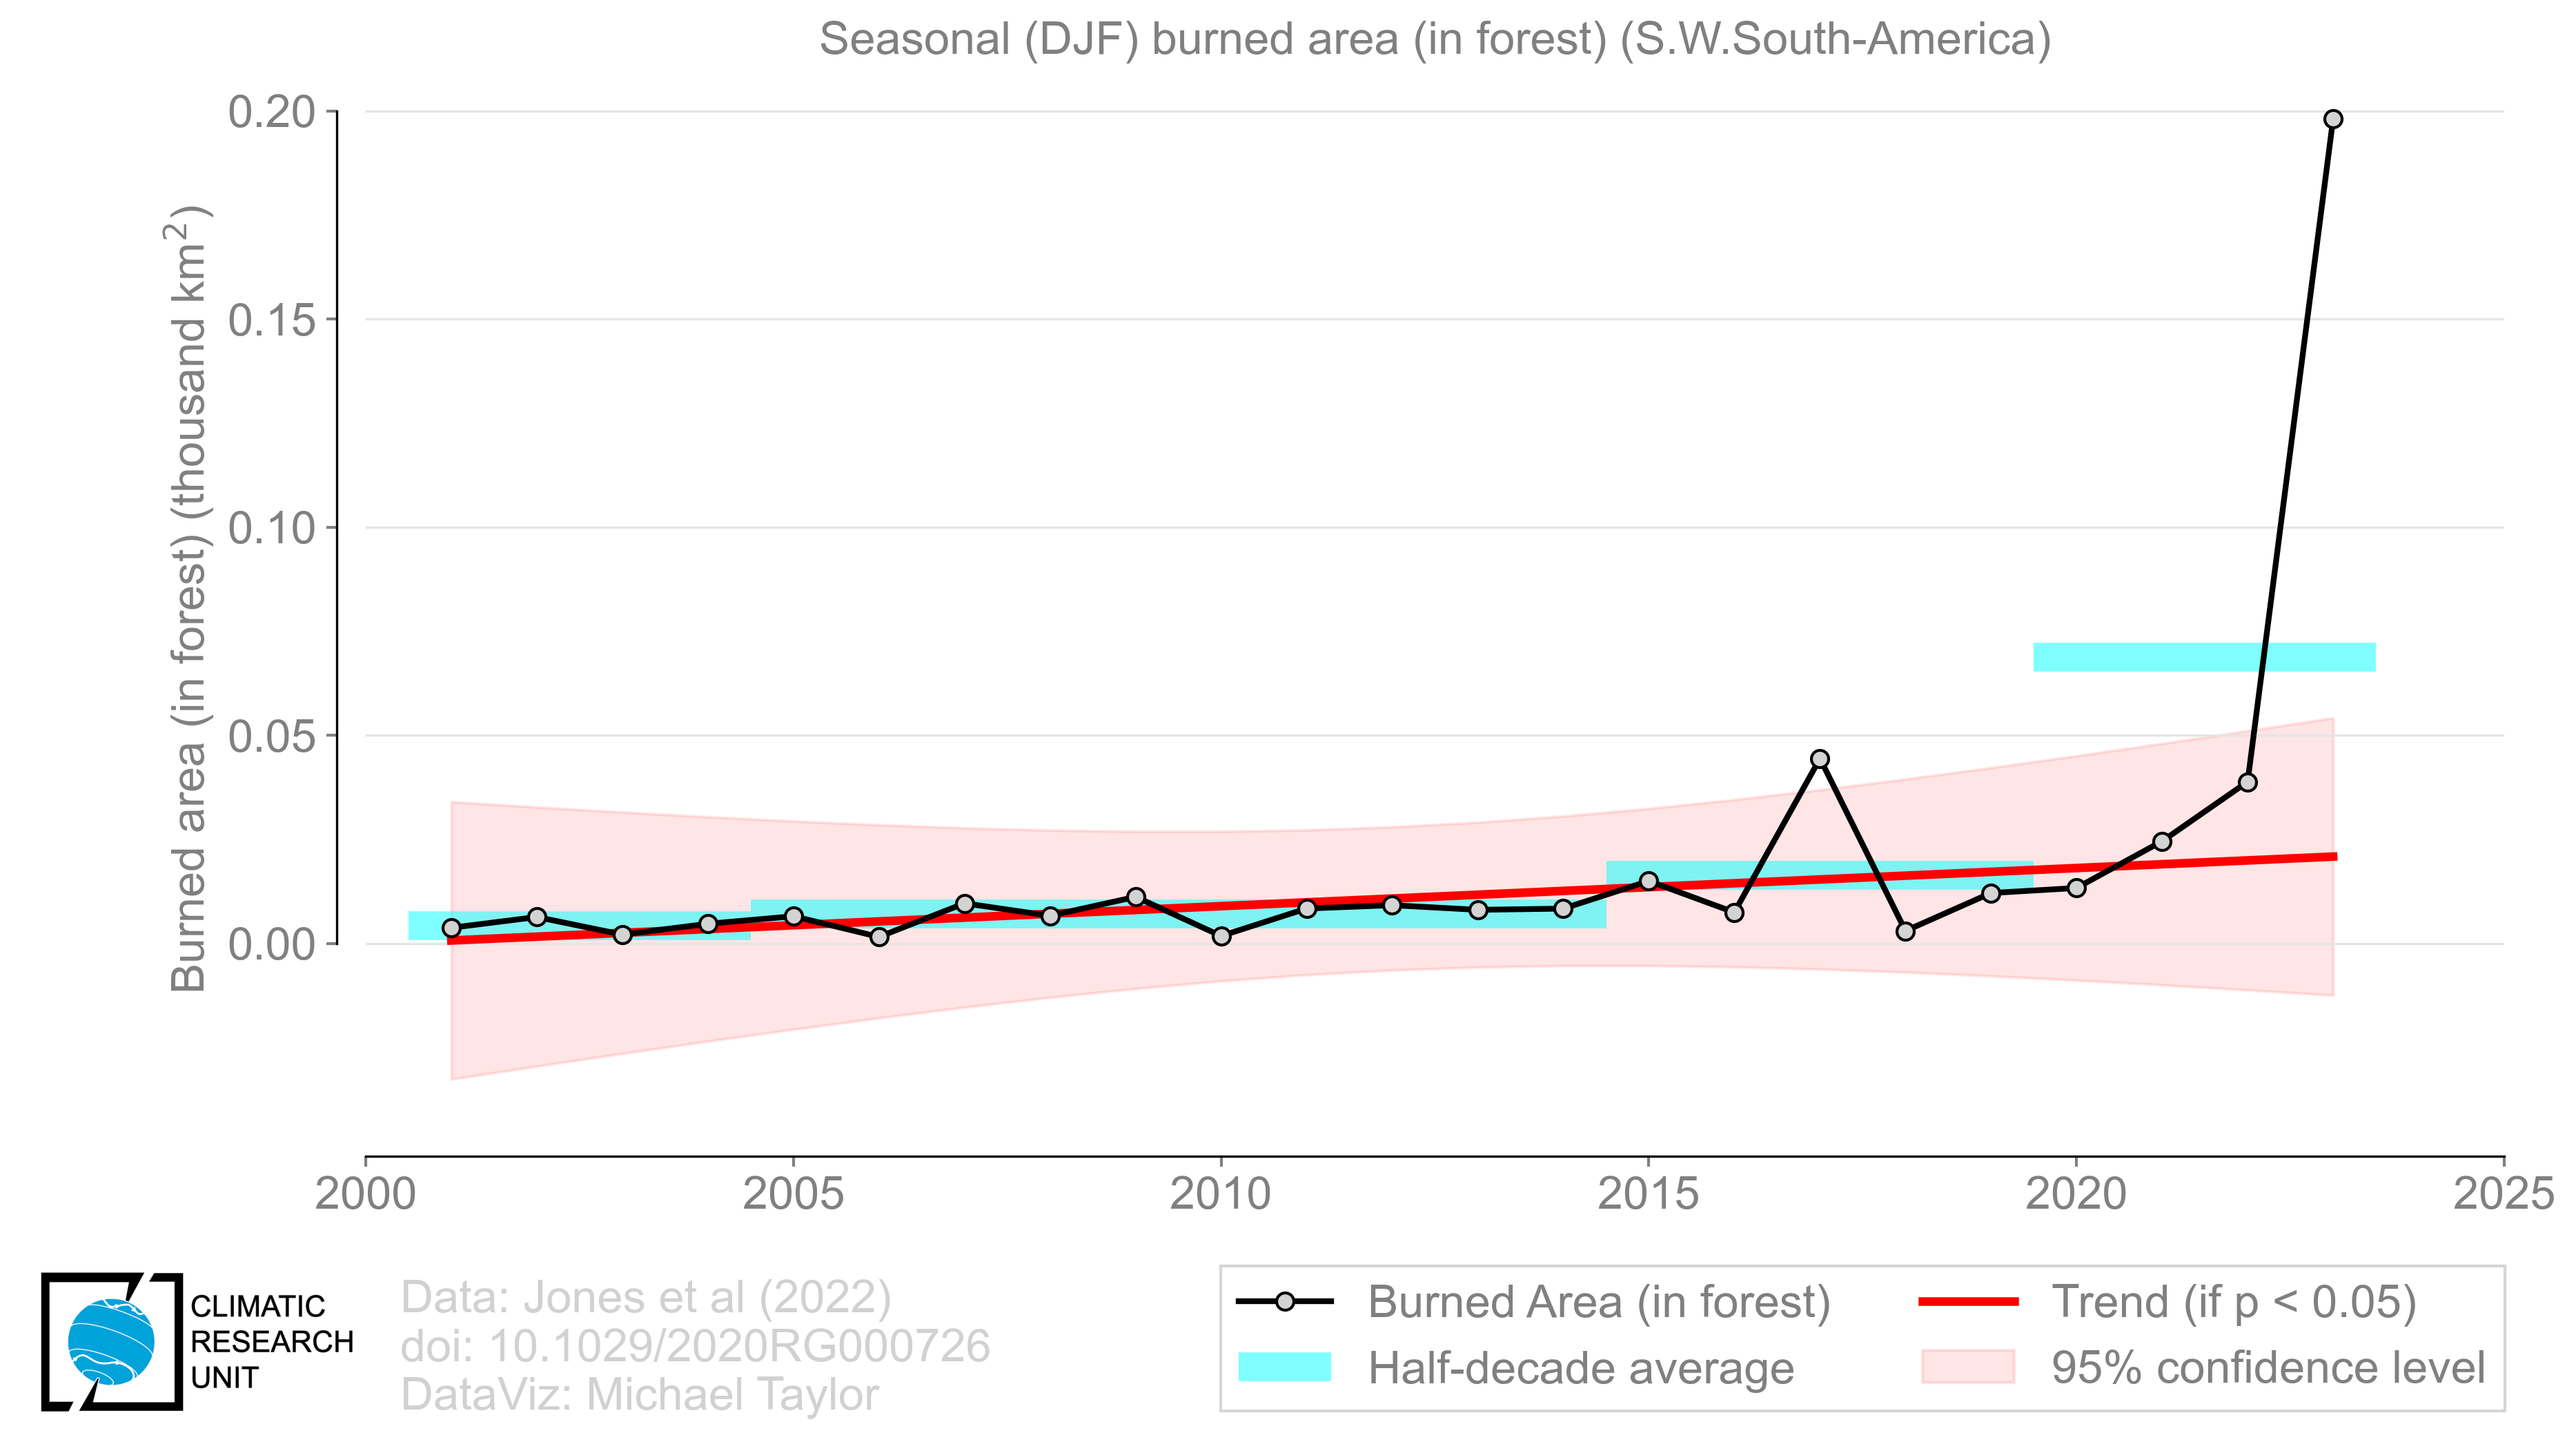 Seasonal (DJF) burned area (in forest) (S.W.South-America)
Burned area (in forest) (thousand km²)
0.20
0.15
0.10
0.05
0.00
2000 2005 2010 2015 2020 2025
CLIMATIC
RESEARCH
UNIT
Data: Jones et al (2022)
doi: 10.1029/2020RG000726
DataViz: Michael Taylor
Burned Area (in forest)
Half-decade average
Trend (if p < 0.05)
95% confidence level